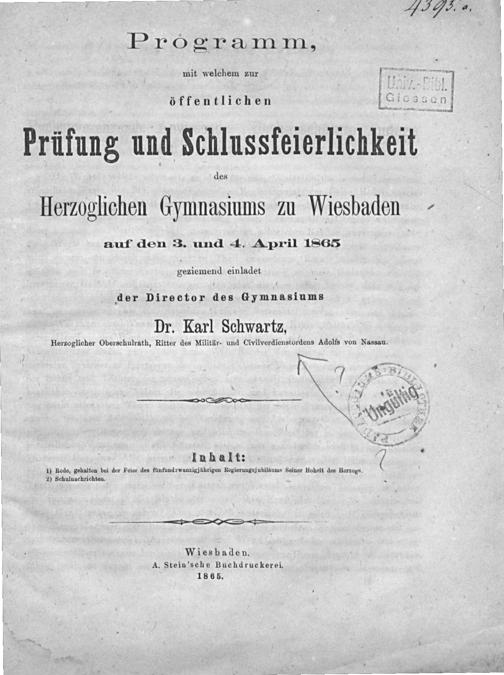 4393. a.
Programm,
mit welchem zur
öffentlichen
Univ.-Bibl.
Giessen
Prüfung und Schlussfeierlichkeit
des
Herzoglichen Gymnasiums zu Wiesbaden
auf den 3. und 4. April 1865
geziemend einladet
der Director des Gymnasiums
Dr. Karl Schwartz,
Herzoglicher Oberschulrath, Ritter des Militär- und Civilverdienstordens Adolfs von Nassau.
?
Ungültig
?
Inhalt:
1) Rede, gehalten bei der Feier des fünfundzwanzigjährigen Regierungsjubiläums Seiner Hoheit des Herzogs.
2) Schulnachrichten.
Wiesbaden.
A. Stein'sche Buchdruckerei.
1865.